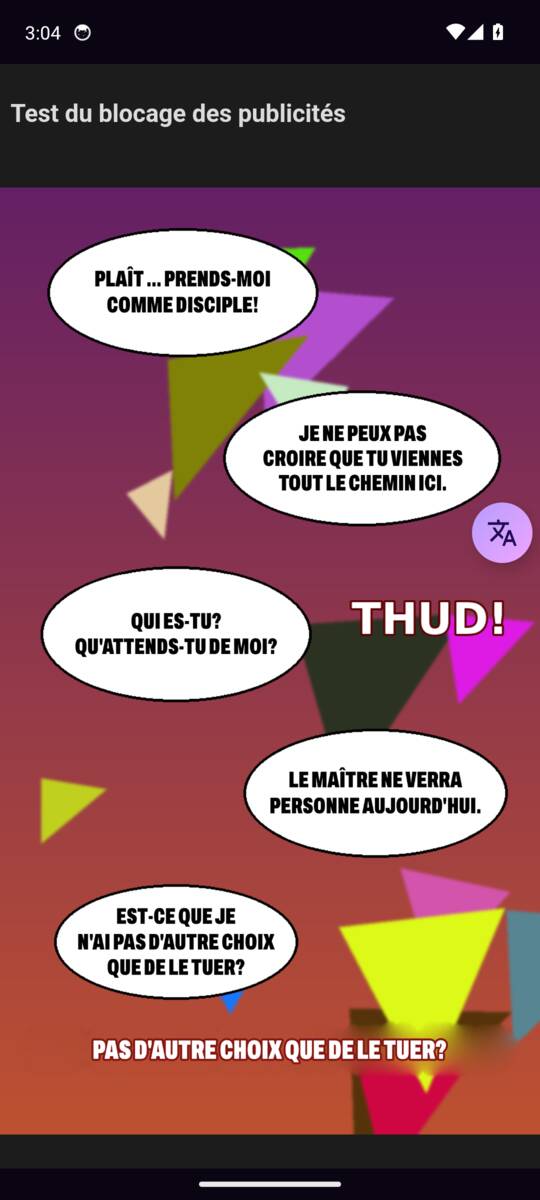 3:04
Test du blocage des publicités
PLAÎT ... PRENDS-MOI
COMME DISCIPLE!
JE NE PEUX PAS
CROIRE QUE TU VIENNES
TOUT LE CHEMIN ICI.
QUI ES-TU?
QU'ATTENDS-TU DE MOI?
THUD!
LE MAÎTRE NE VERRA
PERSONNE AUJOURD'HUI.
EST-CE QUE JE
N'AI PAS D'AUTRE CHOIX
QUE DE LE TUER?
PAS D'AUTRE CHOIX QUE DE LE TUER?